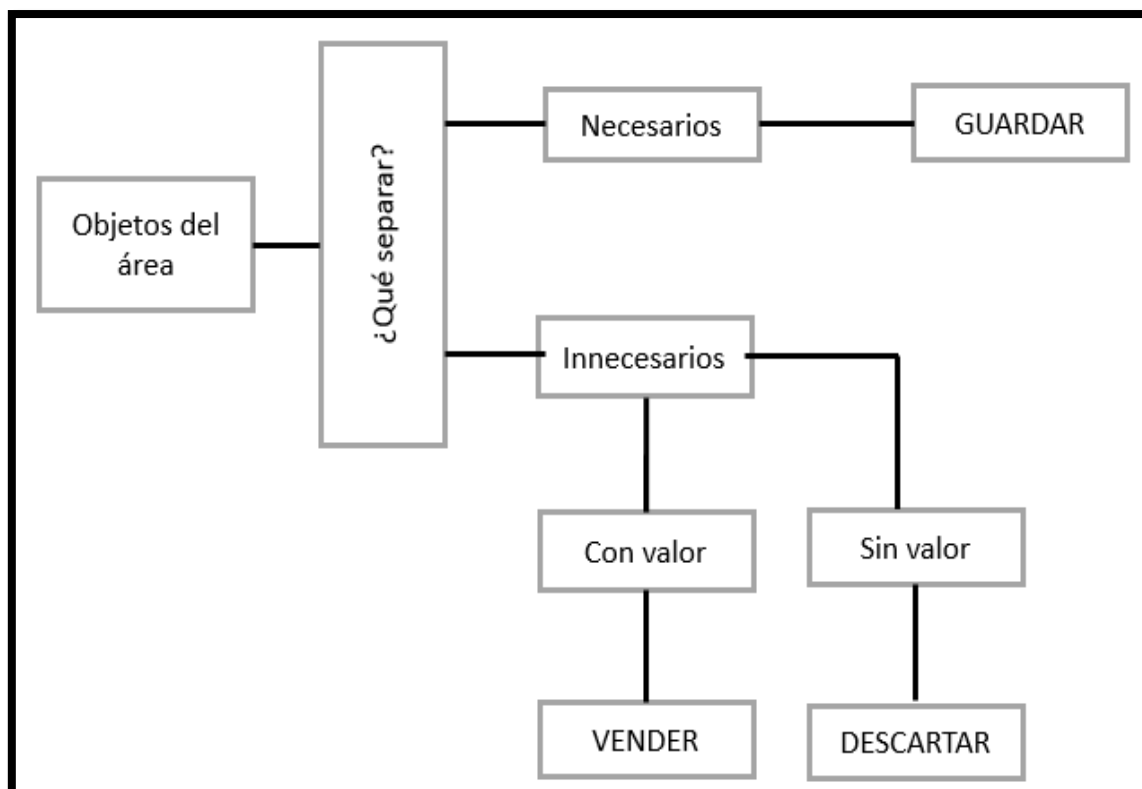 Objetos del
área
¿Qué separar?
Necesarios
GUARDAR
Innecesarios
Con valor
Sin valor
VENDER
DESCARTAR